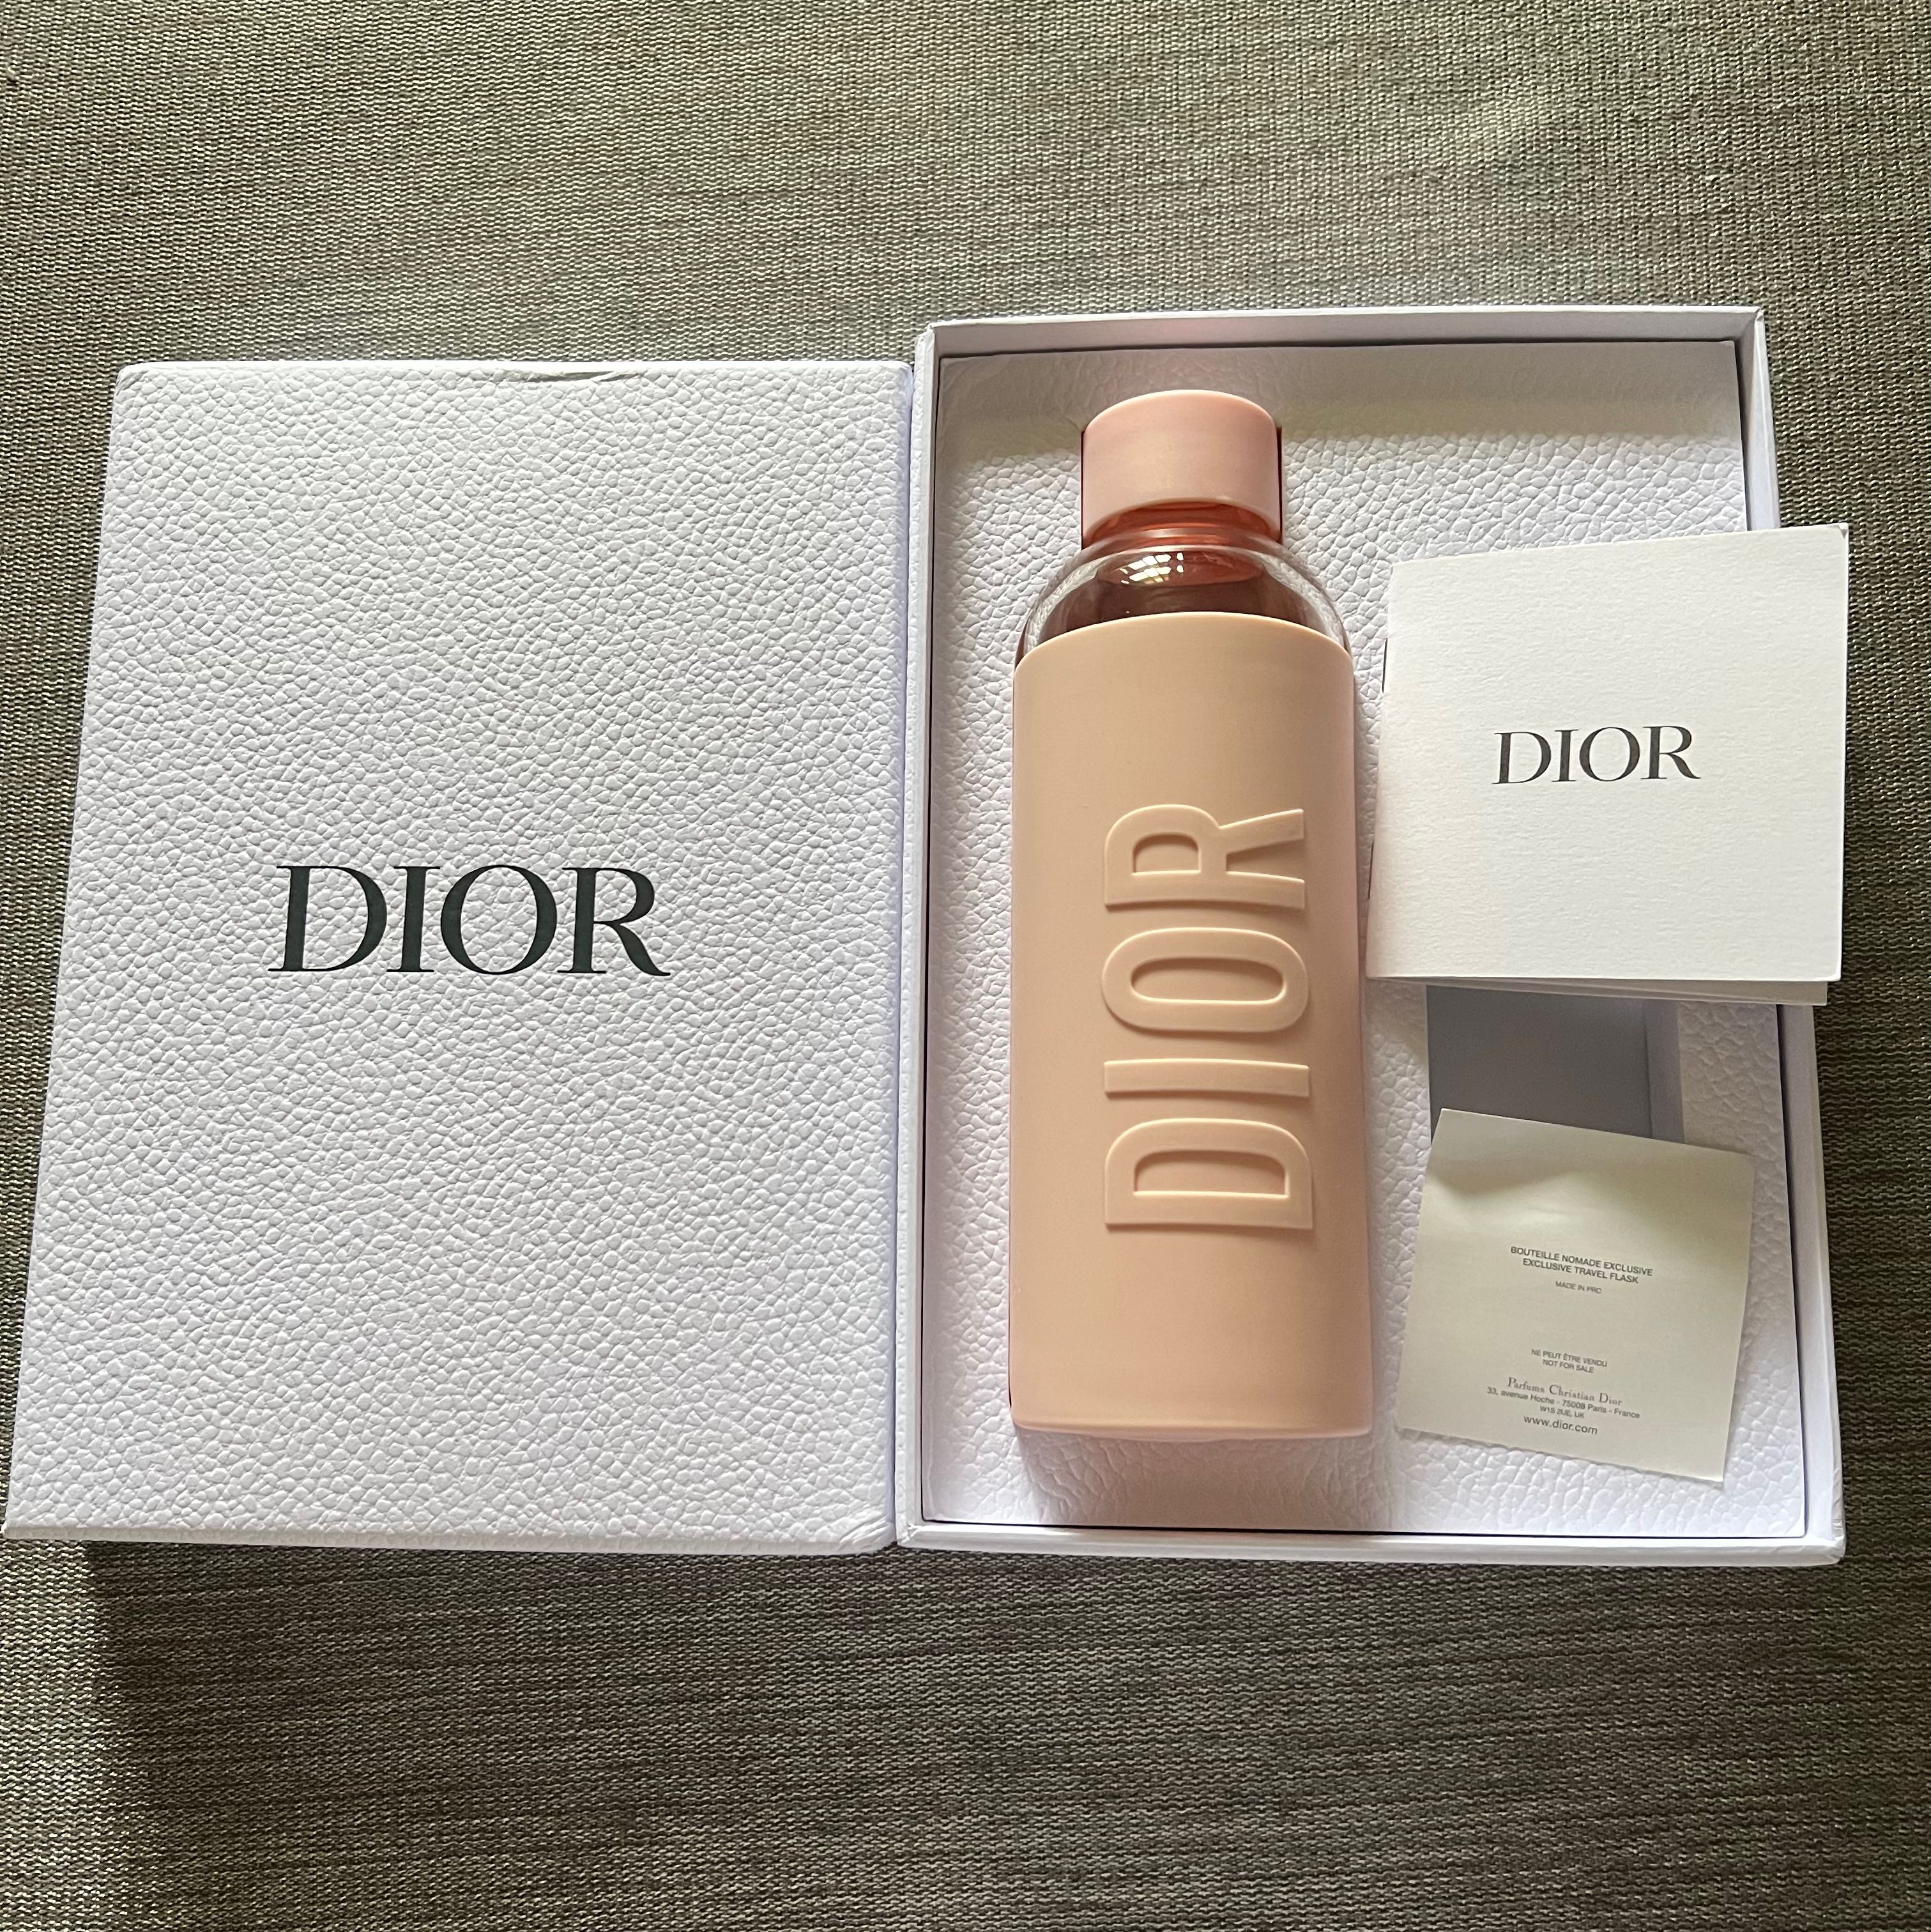 DIOR
DIOR
DIOR
BOUTEILLE NOMADE EXCLUSIVE
EXCLUSIVE TRAVEL FLASK
MADE IN PRC
NE PEUT ÊTRE VENDU
NOT FOR SALE
Parfums Christian Dior
33, avenue Hoche - 75008 Paris - France
W1S 2UE, UK
www.dior.com